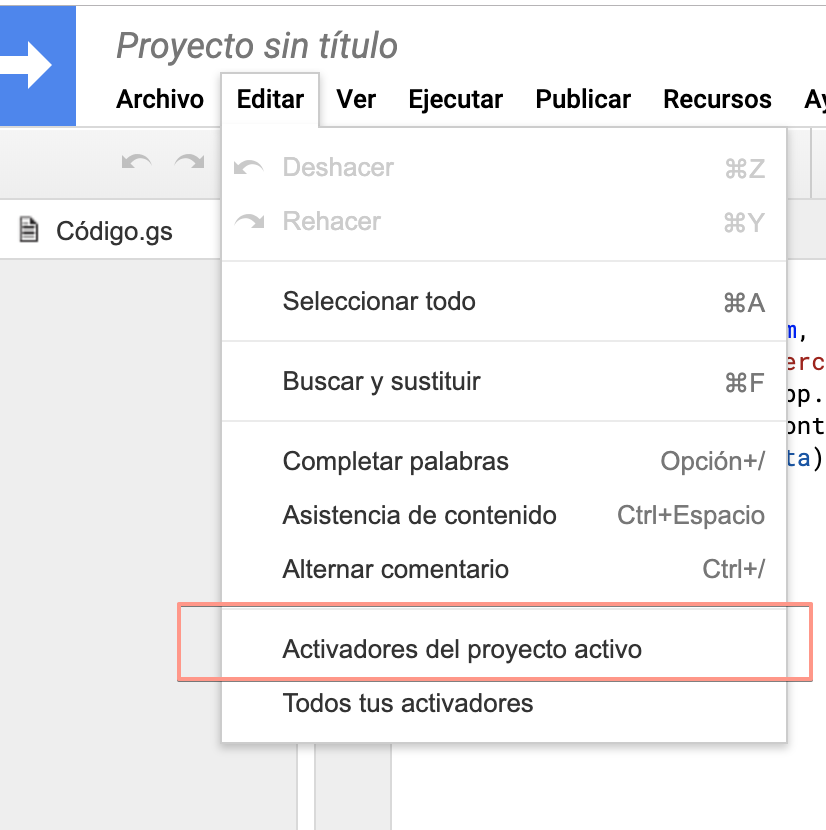 Proyecto sin título
Archivo Editar Ver Ejecutar Publicar Recursos Ay
Deshacer ⌘Z
Rehacer ⌘Y
Código.gs
Seleccionar todo ⌘A
m,
erc
Buscar y sustituir ⌘F
op.
ont
Completar palabras Opción+/
ta)
Asistencia de contenido Ctrl+Espacio
Alternar comentario Ctrl+/
Activadores del proyecto activo
Todos tus activadores